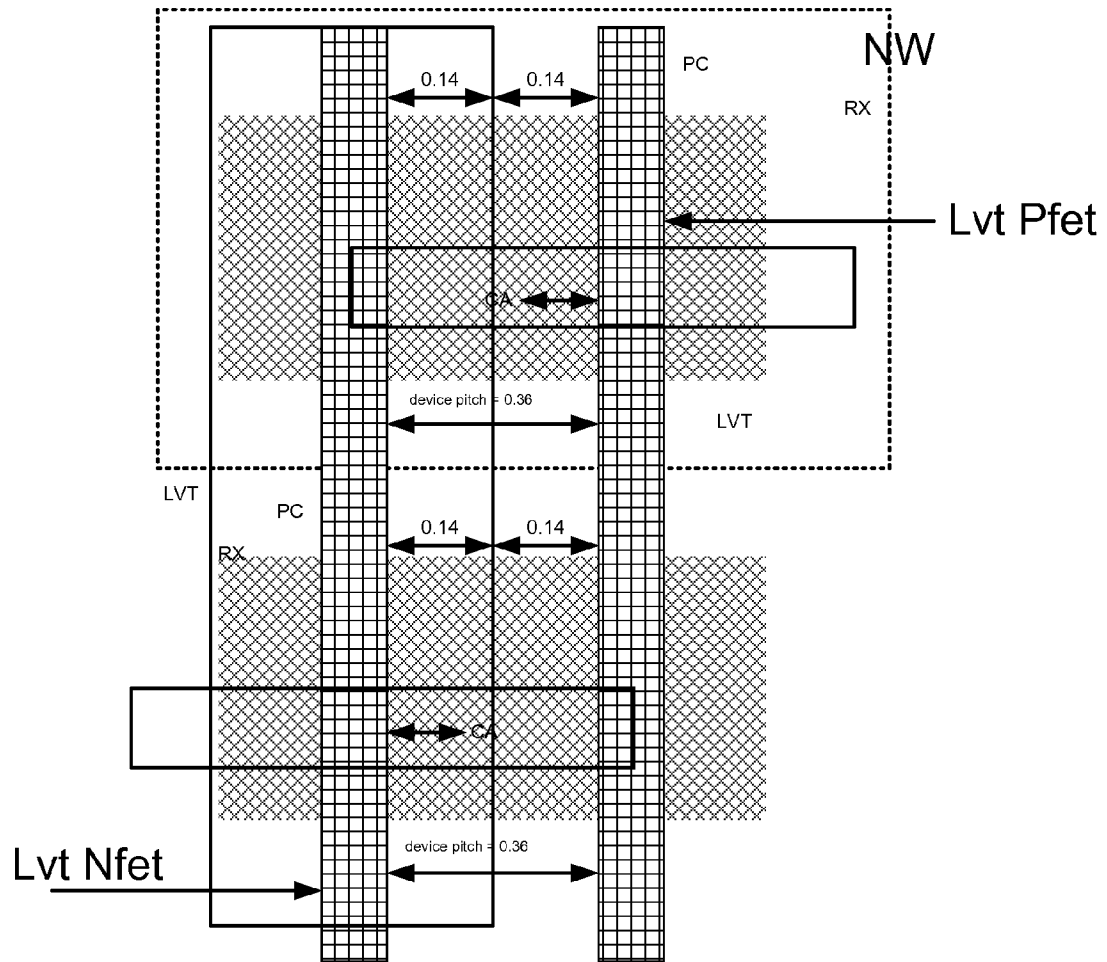 NW
PC
0.14 0.14
RX
Lvt Pfet
CA
device pitch = 0.36
LVT
LVT
PC
0.14 0.14
RX
CA
device pitch = 0.36
Lvt Nfet